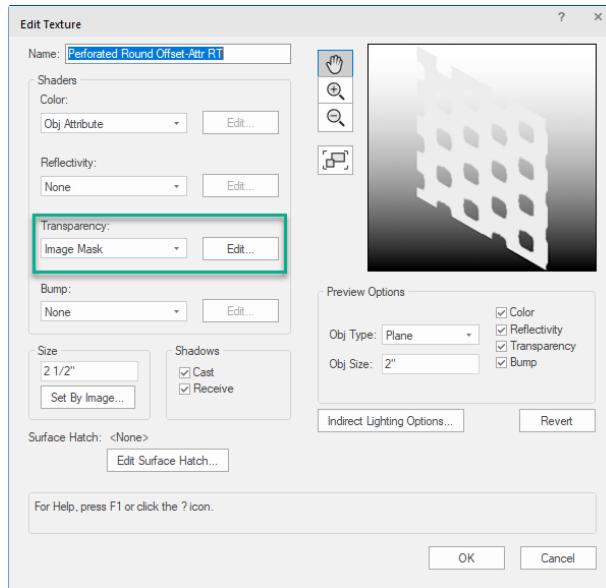 Edit Texture
? ×
Name: Perforated Round Offset-Attr RT
Shaders
Color:
Obj Attribute Edit...
Reflectivity:
None Edit...
Transparency:
Image Mask Edit...
Bump:
None Edit...
Size
2 1/2"
Set By Image...
Shadows
Cast
Receive
Surface Hatch: <None>
Edit Surface Hatch...
Preview Options
Obj Type: Plane
Obj Size: 2"
Color
Reflectivity
Transparency
Bump
Indirect Lighting Options... Revert
For Help, press F1 or click the ? icon.
OK Cancel